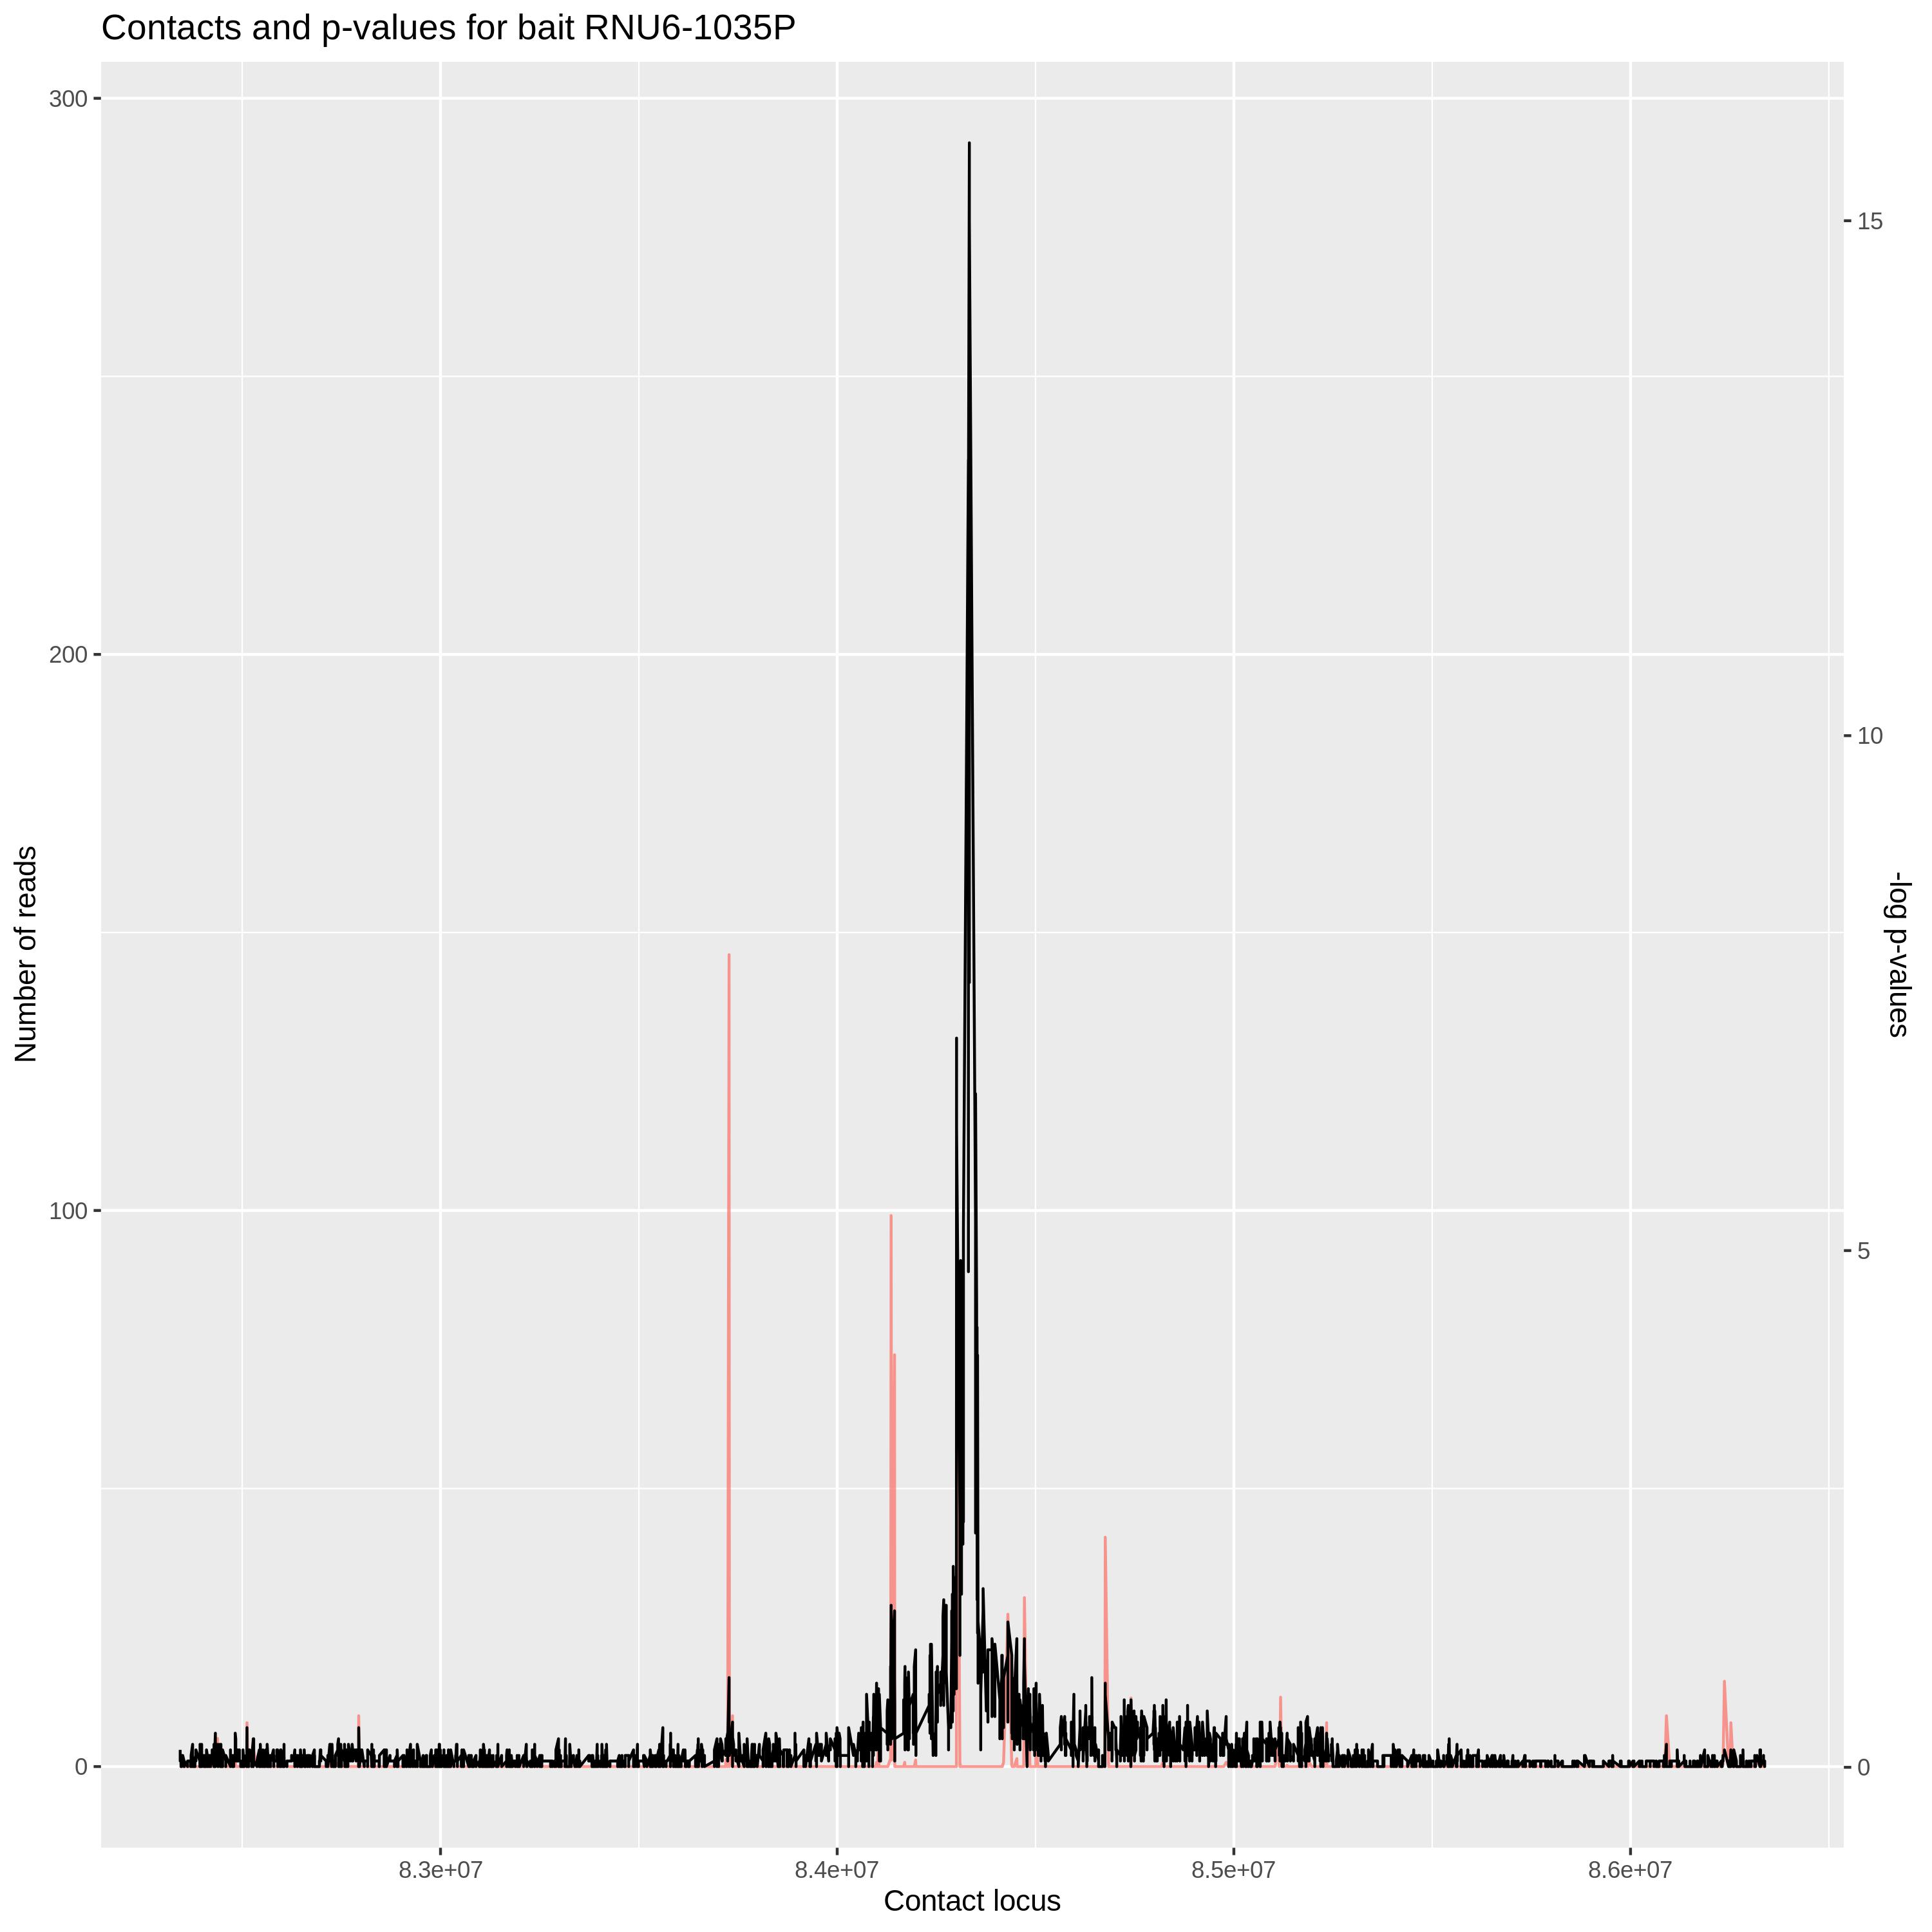 Contacts and p-values for bait RNU6-1035P
300
200
100
0
Number of reads
15
10
5
0
-log p-values
8.3e+07
8.4e+07
8.5e+07
8.6e+07
Contact locus